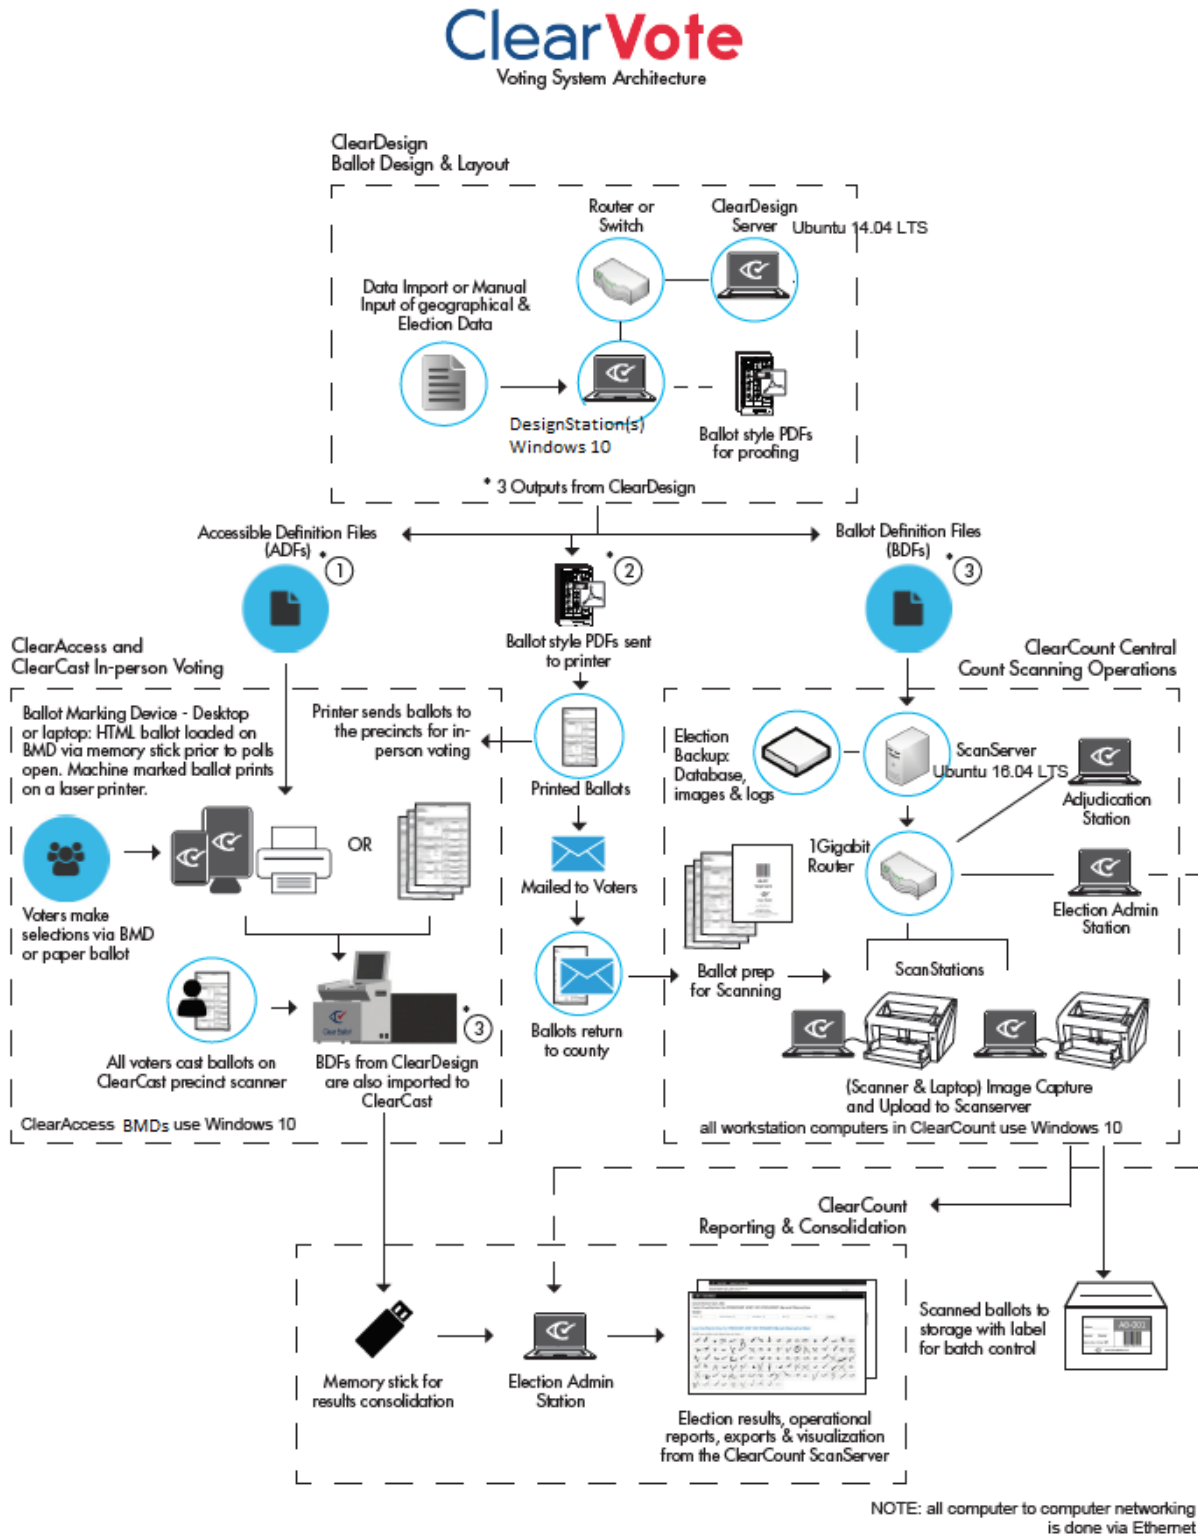 ClearVote
Voting System Architecture
ClearDesign
Ballot Design & Layout
Router or
Switch
ClearDesign
Server
Ubuntu 14.04 LTS
Data Import or Manual
Input of geographical &
Election Data
DesignStation(s)
Windows 10
Ballot style PDFs
for proofing
* 3 Outputs from ClearDesign
Accessible Definition Files
(ADFs)
* 1
* 2
Ballot Definition Files
(BDFs)
* 3
Ballot style PDFs sent
to printer
ClearAccess and
ClearCast In-person Voting
Ballot Marking Device - Desktop
or laptop: HTML ballot loaded on
BMD via memory stick prior to polls
open. Machine marked ballot prints
on a laser printer.
Printer sends ballots to
the precincts for in-
person voting
OR
Voters make
selections via BMD
or paper ballot
Clear Ballot
* 3
All voters cast ballots on
ClearCast precinct scanner
BDFs from ClearDesign
are also imported to
ClearCast
ClearAccess BMDs use Windows 10
Printed Ballots
Mailed to Voters
Ballots return
to county
ClearCount Central
Count Scanning Operations
Election
Backup:
Database,
images & logs
ScanServer
Ubuntu 16.04 LTS
Adjudication
Station
1Gigabit
Router
Election Admin
Station
Ballot prep
for Scanning
ScanStations
(Scanner & Laptop) Image Capture
and Upload to Scanserver
all workstation computers in ClearCount use Windows 10
ClearCount
Reporting & Consolidation
Memory stick for
results consolidation
Election Admin
Station
Election results, operational
reports, exports & visualization
from the ClearCount ScanServer
Scanned ballots to
storage with label
for batch control
AB-001
NOTE: all computer to computer networking
is done via Ethernet